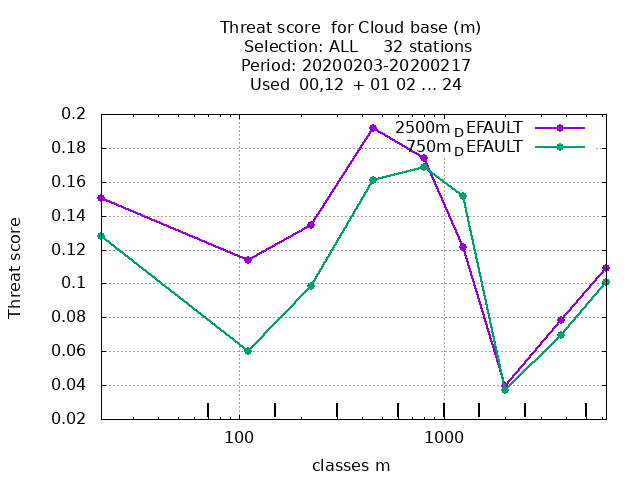 Threat score  for Cloud base (m)
Selection: ALL     32 stations
Period: 20200203-20200217
Used  00,12  + 01 02 ... 24
2500m_DEFAULT
750m_DEFAULT
0.2
0.18
0.16
0.14
0.12
0.1
0.08
0.06
0.04
0.02
Threat score
100
1000
classes m